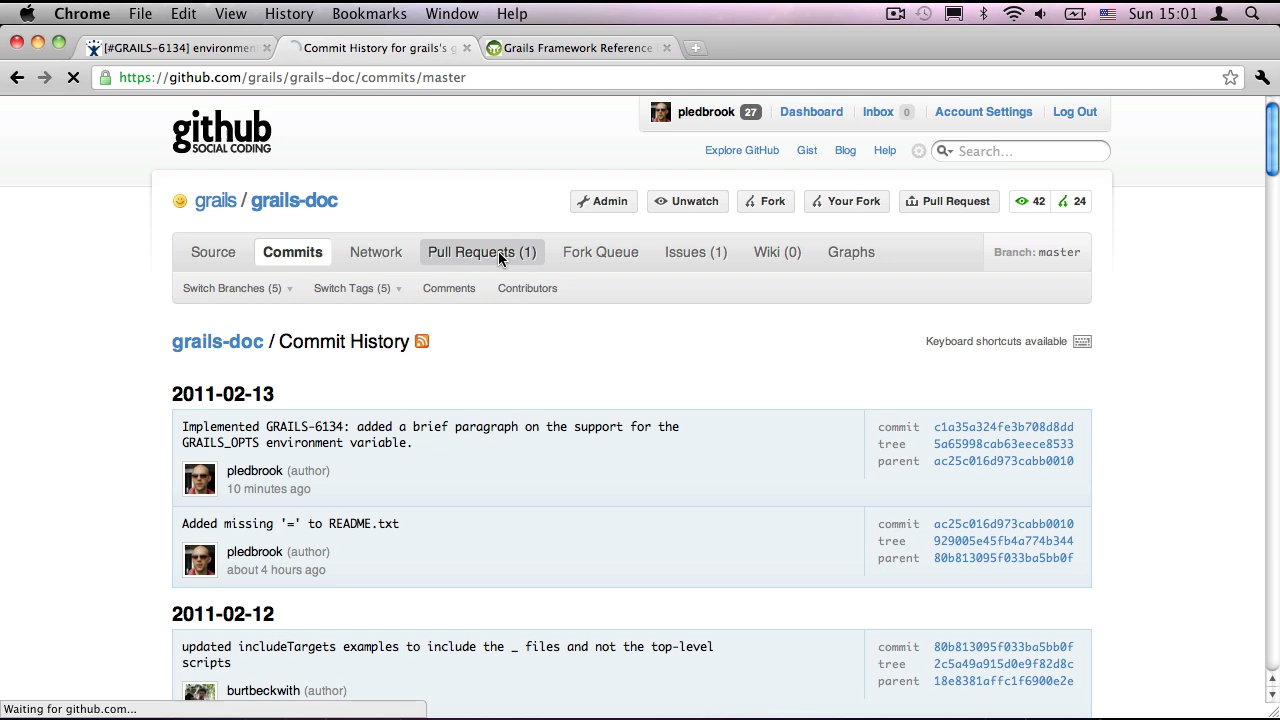 Chrome File Edit View History Bookmarks Window Help Sun 15:01
[#GRAILS-6134] environmen Commit History for grails's g Grails Framework Reference
https://github.com/grails/grails-doc/commits/master
github
SOCIAL CODING
pledbrook 27 Dashboard Inbox 0 Account Settings Log Out
Explore GitHub Gist Blog Help Search...
grails / grails-doc Admin Unwatch Fork Your Fork Pull Request 42 24
Source Commits Network Pull Requests (1) Fork Queue Issues (1) Wiki (0) Graphs Branch: master
Switch Branches (5) Switch Tags (5) Comments Contributors
grails-doc / Commit History Keyboard shortcuts available
2011-02-13
Implemented GRAILS-6134: added a brief paragraph on the support for the
GRAILS_OPTS environment variable.
pledbrook (author)
10 minutes ago
commit c1a35a324fe3b708d8dd
tree 5a65998cab63eece8533
parent ac25c016d973cabb0010
Added missing '=' to README.txt
pledbrook (author)
about 4 hours ago
commit ac25c016d973cabb0010
tree 929005e45fb4a774b344
parent 80b813095f033ba5bb0f
2011-02-12
updated includeTargets examples to include the _ files and not the top-level
scripts
burtbeckwith (author)
commit 80b813095f033ba5bb0f
tree 2c5a49a915d0e9f82d8c
parent 18e8381affc1f6900e2e
Waiting for github.com...